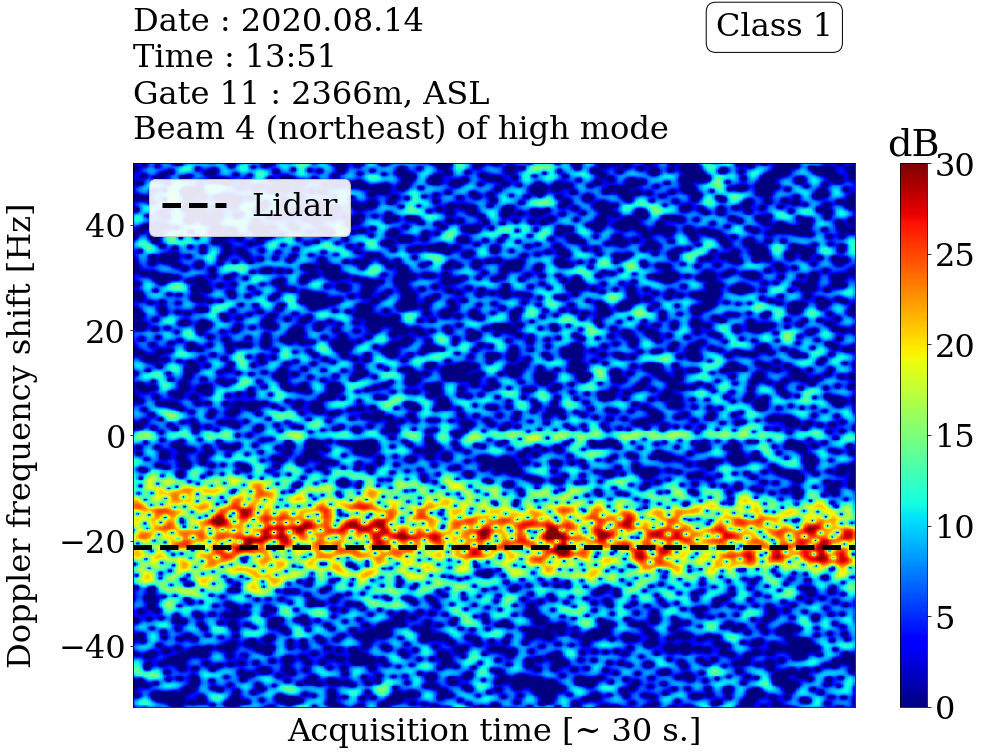 Date : 2020.08.14
Time : 13:51
Gate 11 : 2366m, ASL
Beam 4 (northeast) of high mode
Class 1
dB
Lidar
Doppler frequency shift [Hz]
40
20
0
−20
−40
30
25
20
15
10
5
0
Acquisition time [~ 30 s.]